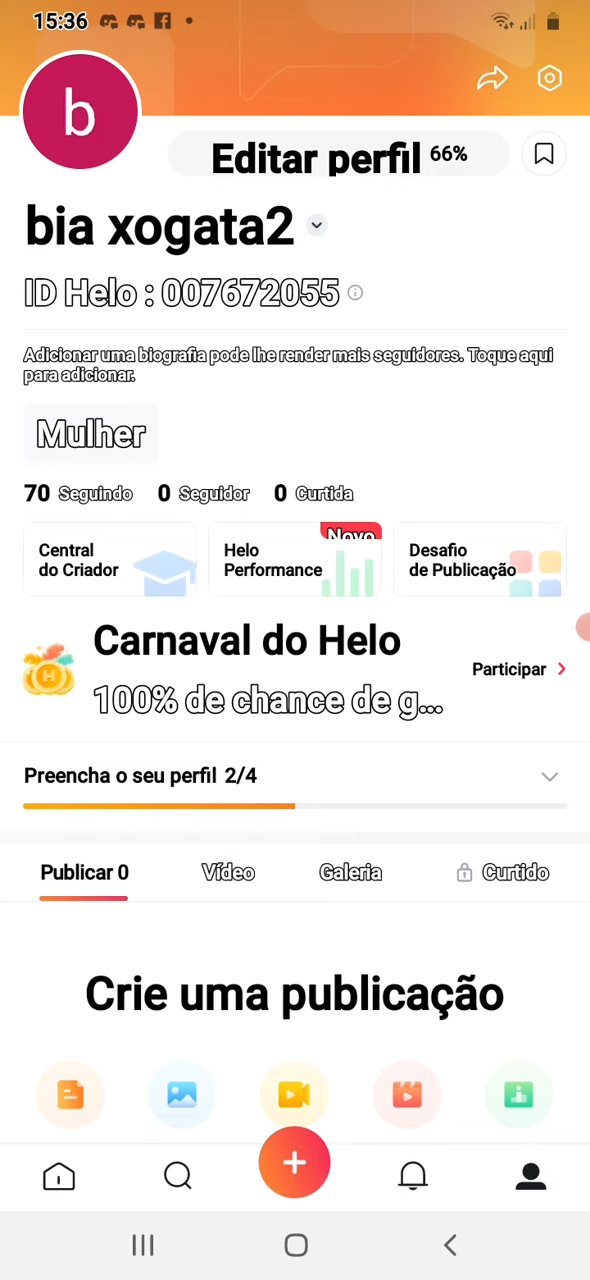 15:36
b
Editar perfil 66%
bia xogata2
ID Helo : 007672055
Adicionar uma biografia pode lhe render mais seguidores. Toque aqui
para adicionar.
Mulher
70 Seguindo 0 Seguidor 0 Curtida
Novo
Central
do Criador
Helo
Performance
Desafio
de Publicação
Carnaval do Helo
100% de chance de g...
Participar
Preencha o seu perfil 2/4
Publicar 0 Vídeo Galeria Curtido
Crie uma publicação